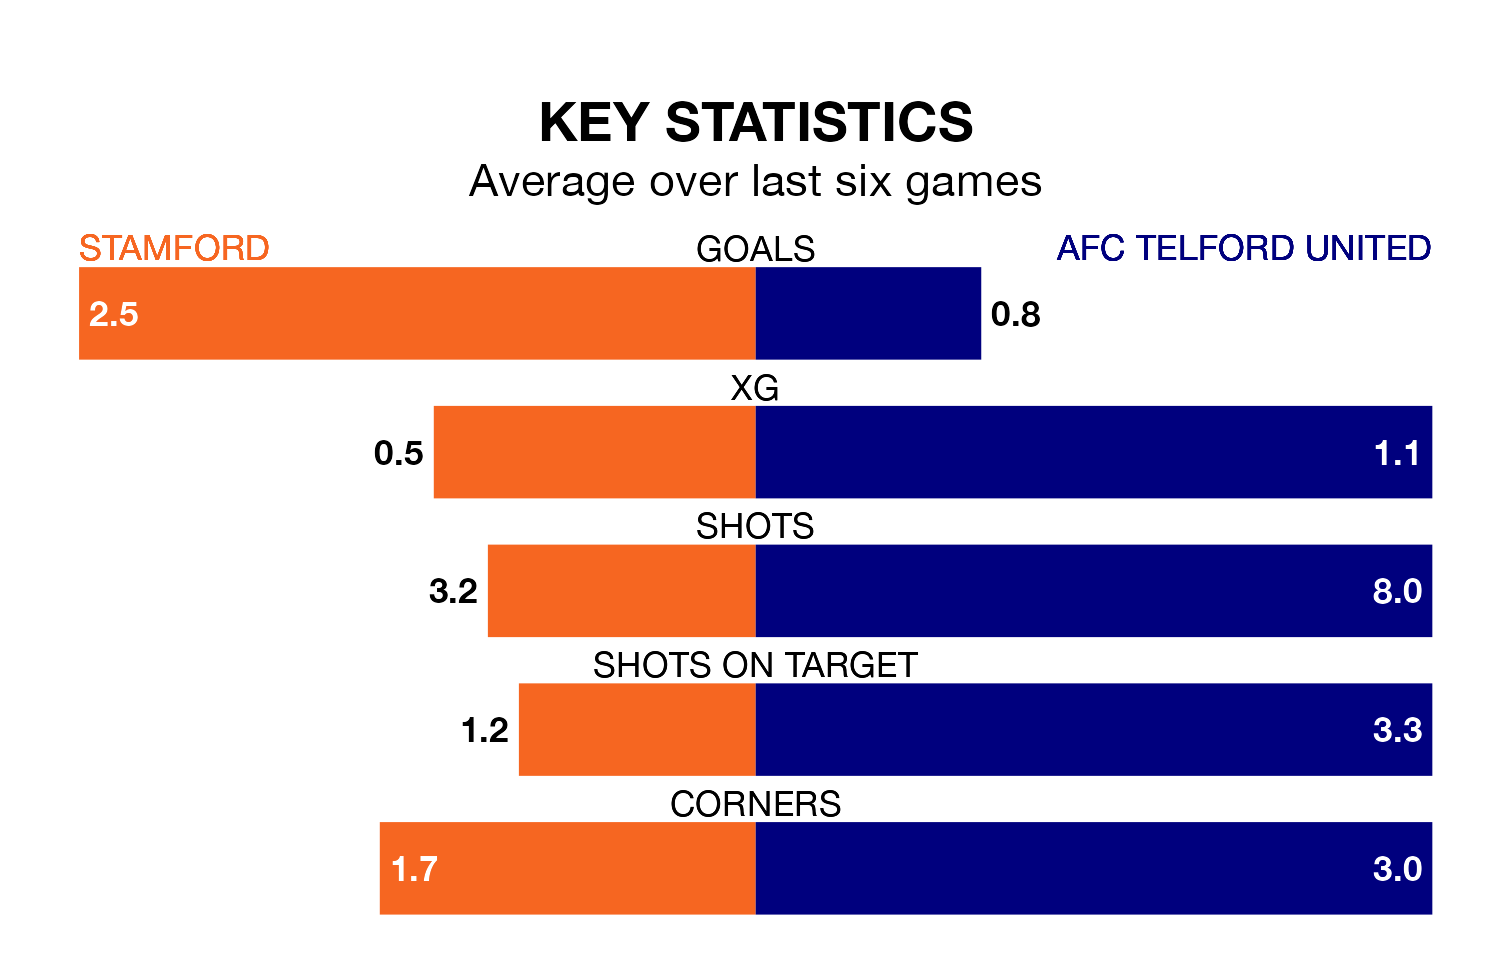 KEY STATISTICS
Average over last six games
STAMFORD GOALS AFC TELFORD UNITED
2.5 0.8
XG
0.5 1.1
SHOTS
3.2 8.0
SHOTS ON TARGET
1.2 3.3
CORNERS
1.7 3.0